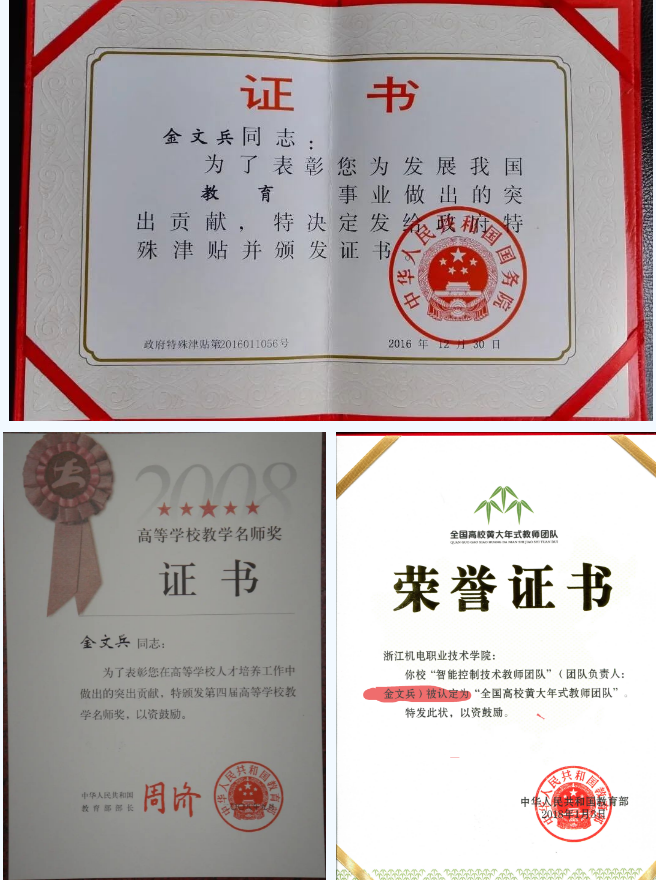 证 书
金文兵同志：
为了表彰您为发展我国
教 育 事业做出的突
出贡献，特决定发给政府特
殊津贴并颁发证书
中华人民共和国国务院
政府特殊津贴第2016011056号
2016 年 12 月 30 日
2008
高等学校教学名师奖
证 书
金文兵 同志：
为了表彰您在高等学校人才培养工作中
做出的突出贡献，特颁发第四届高等学校教
学名师奖，以资鼓励。
中华人民共和国
教育部部长 周济
全国高校黄大年式教师团队
QUAN GUO GAO XIAO HUANG DA NIAN SHI JIAO SHI TUAN DUI
荣誉证书
浙江机电职业技术学院：
你校“智能控制技术教师团队”（团队负责人：
金文兵）被认定为“全国高校黄大年式教师团队”。
特发此状，以资鼓励。
中华人民共和国教育部